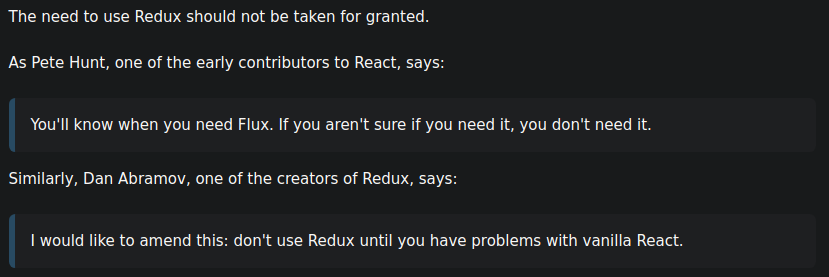 The need to use Redux should not be taken for granted.
As Pete Hunt, one of the early contributors to React, says:
You'll know when you need Flux. If you aren't sure if you need it, you don't need it.
Similarly, Dan Abramov, one of the creators of Redux, says:
I would like to amend this: don't use Redux until you have problems with vanilla React.